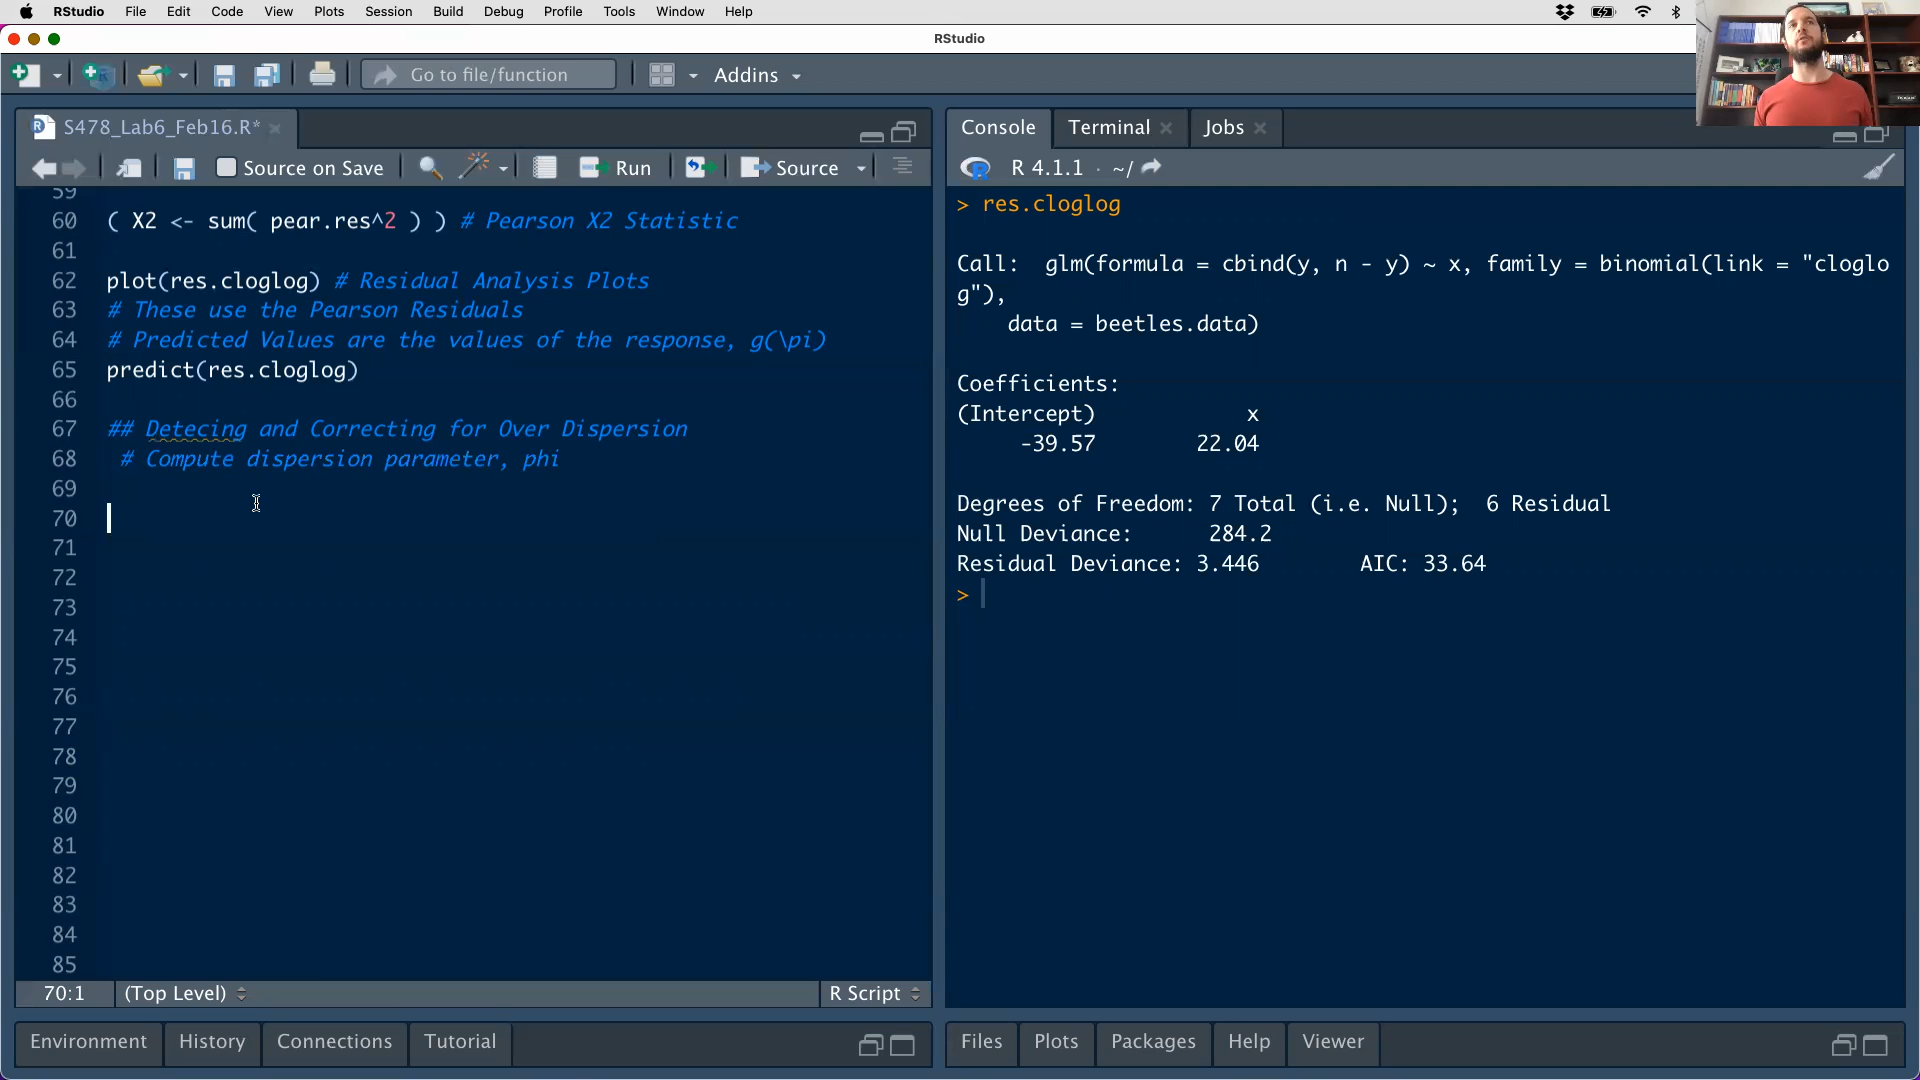 RStudio File Edit Code View Plots Session Build Debug Profile Tools Window Help
RStudio
Go to file/function
Addins
S478_Lab6_Feb16.R*
Source on Save
Run
Source
59
60 ( X2 <- sum( pear.res^2 ) ) # Pearson X2 Statistic
61
62 plot(res.cloglog) # Residual Analysis Plots
63 # These use the Pearson Residuals
64 # Predicted Values are the values of the response, g(\pi)
65 predict(res.cloglog)
66
67 ## Detecing and Correcting for Over Dispersion
68 # Compute dispersion parameter, phi
69
70
71
72
73
74
75
76
77
78
79
80
81
82
83
84
85
70:1 (Top Level) R Script
Environment History Connections Tutorial
Console Terminal Jobs
R 4.1.1 · ~/
> res.cloglog
Call: glm(formula = cbind(y, n - y) ~ x, family = binomial(link = "cloglo
g"),
data = beetles.data)
Coefficients:
(Intercept) x
-39.57 22.04
Degrees of Freedom: 7 Total (i.e. Null); 6 Residual
Null Deviance: 284.2
Residual Deviance: 3.446 AIC: 33.64
>
Files Plots Packages Help Viewer